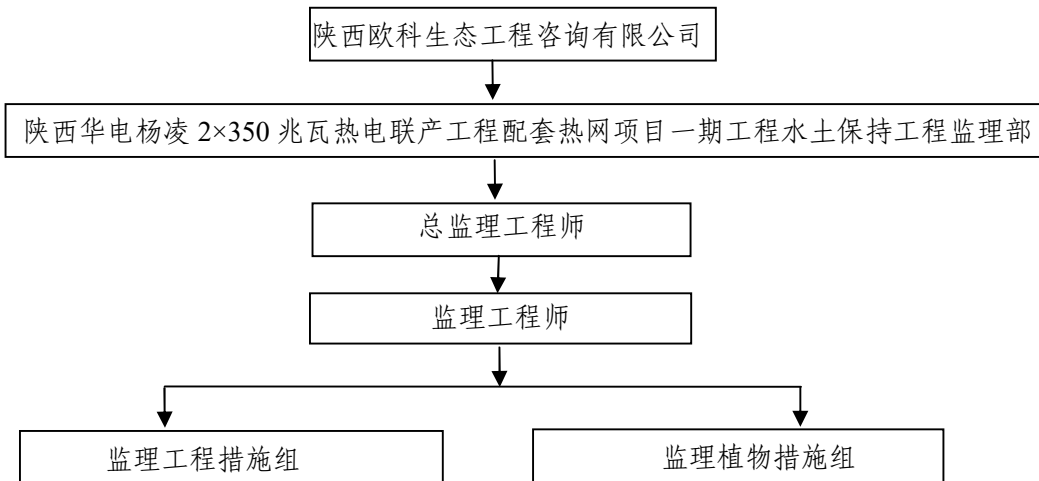 陕西欧科生态工程咨询有限公司
陕西华电杨凌 2×350 兆瓦热电联产工程配套热网项目一期工程水土保持工程监理部
总监理工程师
监理工程师
监理工程措施组
监理植物措施组